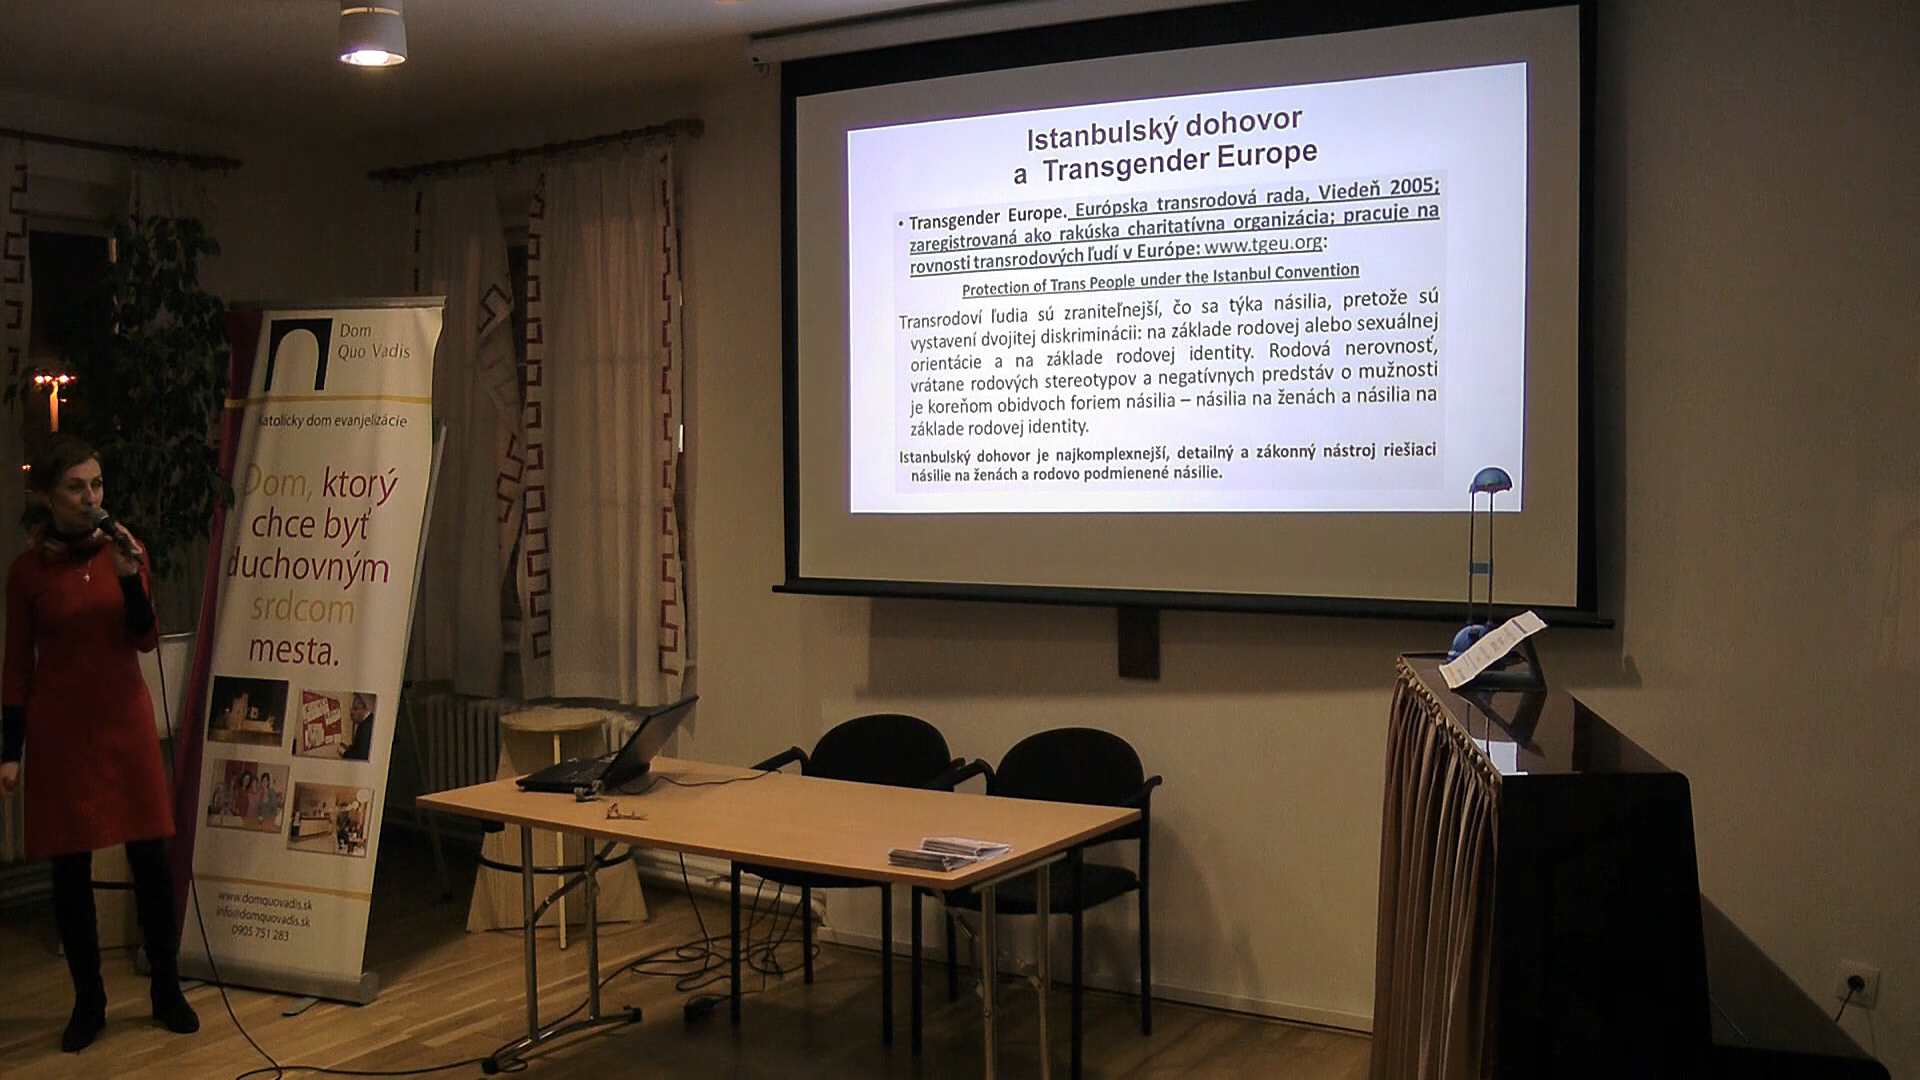 Istanbulský dohovor
a Transgender Europe
• Transgender Europe. Európska transrodová rada, Viedeň 2005;
zaregistrovaná ako rakúska charitatívna organizácia; pracuje na
rovnosti transrodových ľudí v Európe: www.tgeu.org:
Protection of Trans People under the Istanbul Convention
Transrodoví ľudia sú zraniteľnejší, čo sa týka násilia, pretože sú
vystavení dvojitej diskriminácii: na základe rodovej alebo sexuálnej
orientácie a na základe rodovej identity. Rodová nerovnosť,
vrátane rodových stereotypov a negatívnych predstáv o mužnosti
je koreňom obidvoch foriem násilia – násilia na ženách a násilia na
základe rodovej identity.
Istanbulský dohovor je najkomplexnejší, detailný a zákonný nástroj riešiaci
násilie na ženách a rodovo podmienené násilie.
Dom
Quo Vadis
katolícky dom evanjelizácie
Dom, ktorý
chce byť
duchovným
srdcom
mesta.
www.domquovadis.sk
info@domquovadis.sk
0905 751 283